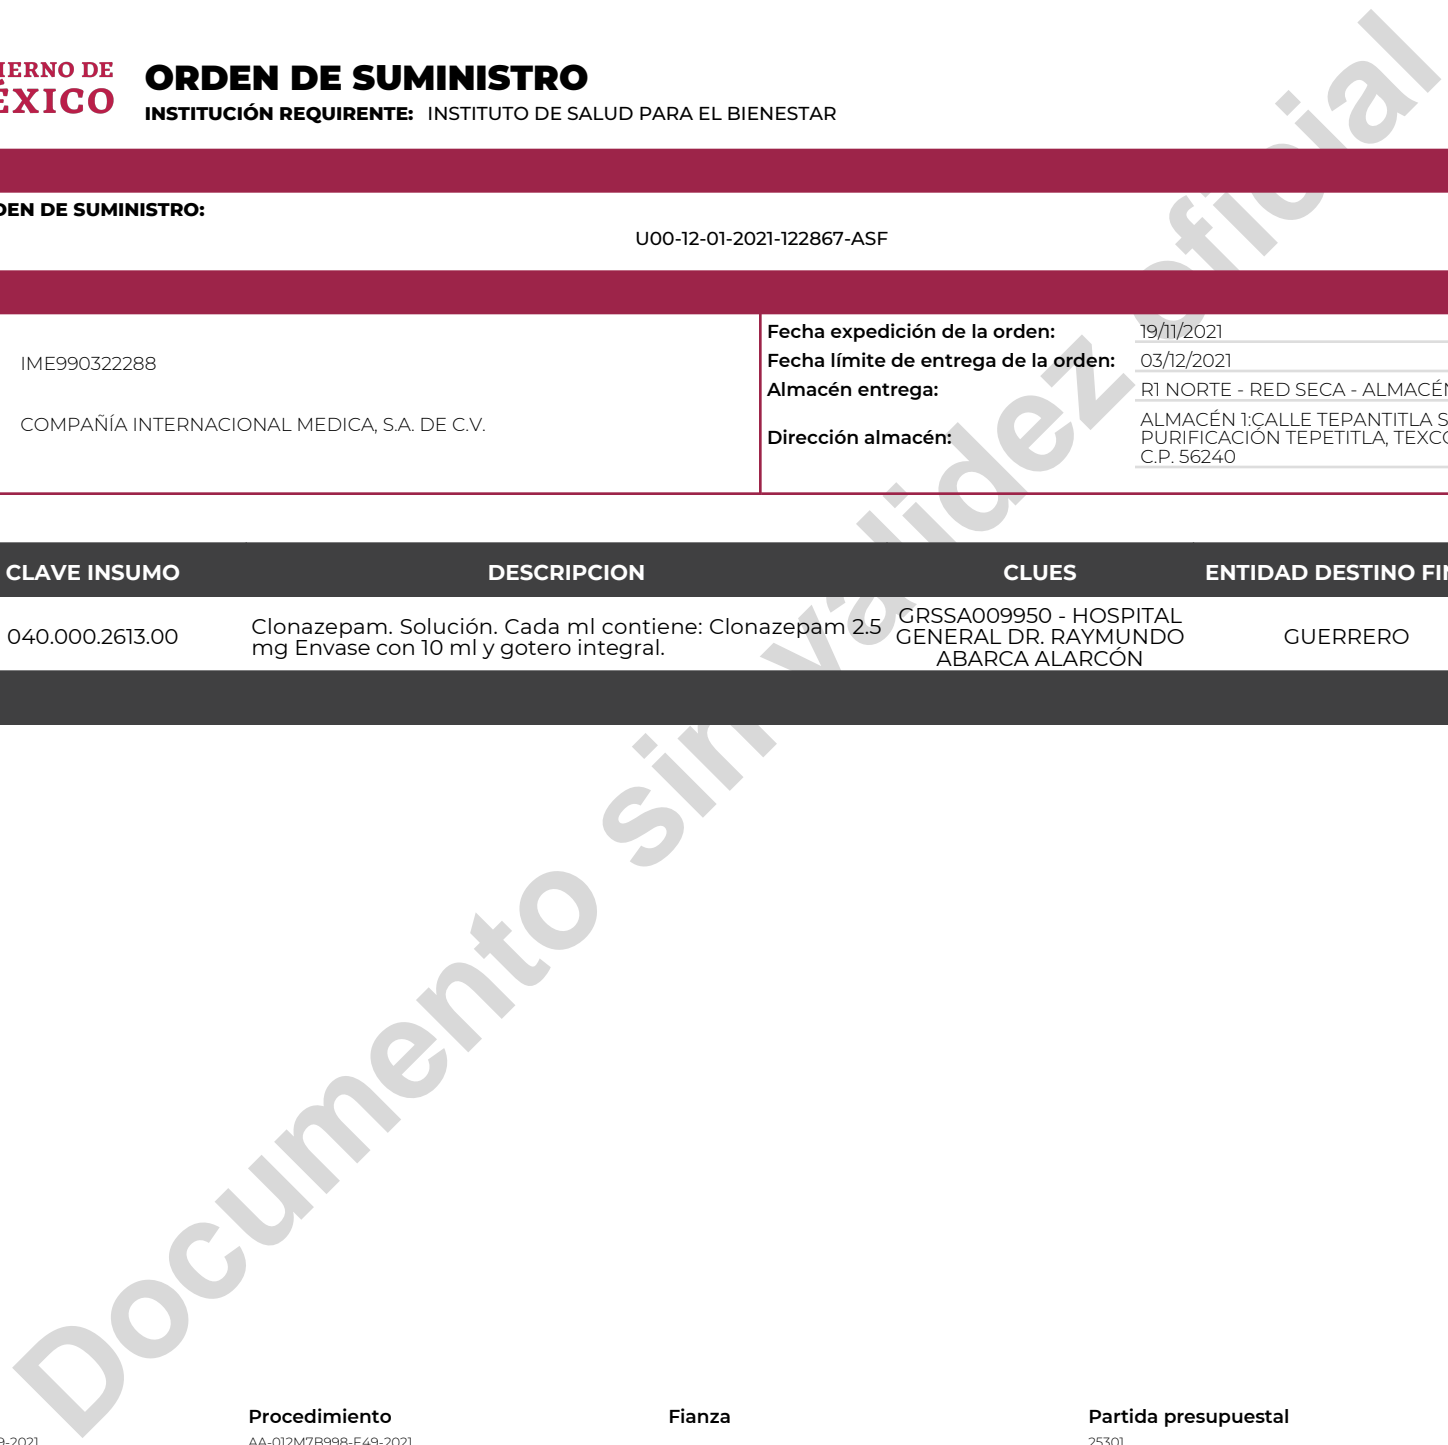 ORDEN DE SUMINISTRO
IERNO DE
ÉXICO
INSTITUCIÓN REQUIRENTE: INSTITUTO DE SALUD PARA EL BIENESTAR
DEN DE SUMINISTRO:
U00-12-01-2021-122867-ASF
IME990322288
COMPAÑÍA INTERNACIONAL MEDICA, S.A. DE C.V.
Fecha expedición de la orden: 19/11/2021
Fecha límite de entrega de la orden: 03/12/2021
Almacén entrega: R1 NORTE - RED SECA - ALMACÉN
Dirección almacén: ALMACÉN 1:CALLE TEPANTITLA S
PURIFICACIÓN TEPETITLA, TEXCO
C.P. 56240
CLAVE INSUMO DESCRIPCION CLUES ENTIDAD DESTINO FIN
040.000.2613.00
Clonazepam. Solución. Cada ml contiene: Clonazepam 2.5
mg Envase con 10 ml y gotero integral.
GRSSA009950 - HOSPITAL
GENERAL DR. RAYMUNDO
ABARCA ALARCÓN
GUERRERO
Documento sin validez oficial
Procedimiento Fianza Partida presupuestal
9-2021 AA-012M7B998-E49-2021 25301